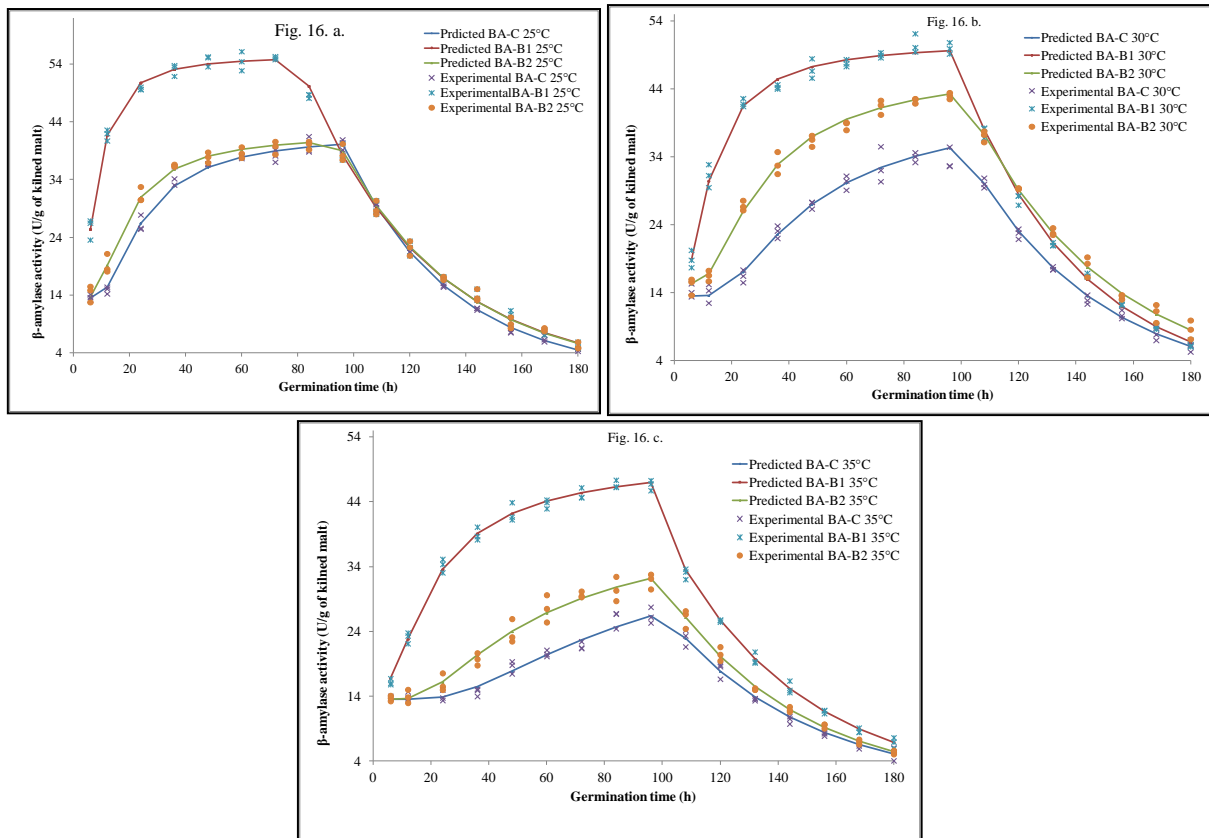 Fig. 16. a.
Prdicted BA-C 25°C
Predicted BA-B1 25°C
Predicted BA-B2 25°C
Experimental BA-C 25°C
ExperimentalBA-B1 25°C
Experimental BA-B2 25°C
β-amylase activity (U/g of kilned malt)
54
44
34
24
14
4
0 20 40 60 80 100 120 140 160 180
Germination time (h)
Fig. 16. b.
Predicted BA-C 30°C
Predicted BA-B1 30°C
Predicted BA-B2 30°C
Experimental BA-C 30°C
Experimental BA-B1 30°C
Experimental BA-B2 30°C
β-amylase activity (U/g of kilned malt)
54
44
34
24
14
4
0 20 40 60 80 100 120 140 160 180
Germination time (h)
Fig. 16. c.
Predicted BA-C 35°C
Predicted BA-B1 35°C
Predicted BA-B2 35°C
Experimental BA-C 35°C
Experimental BA-B1 35°C
Experimental BA-B2 35°C
β-amylase activity (U/g of kilned malt)
54
44
34
24
14
4
0 20 40 60 80 100 120 140 160 180
Germination time (h)